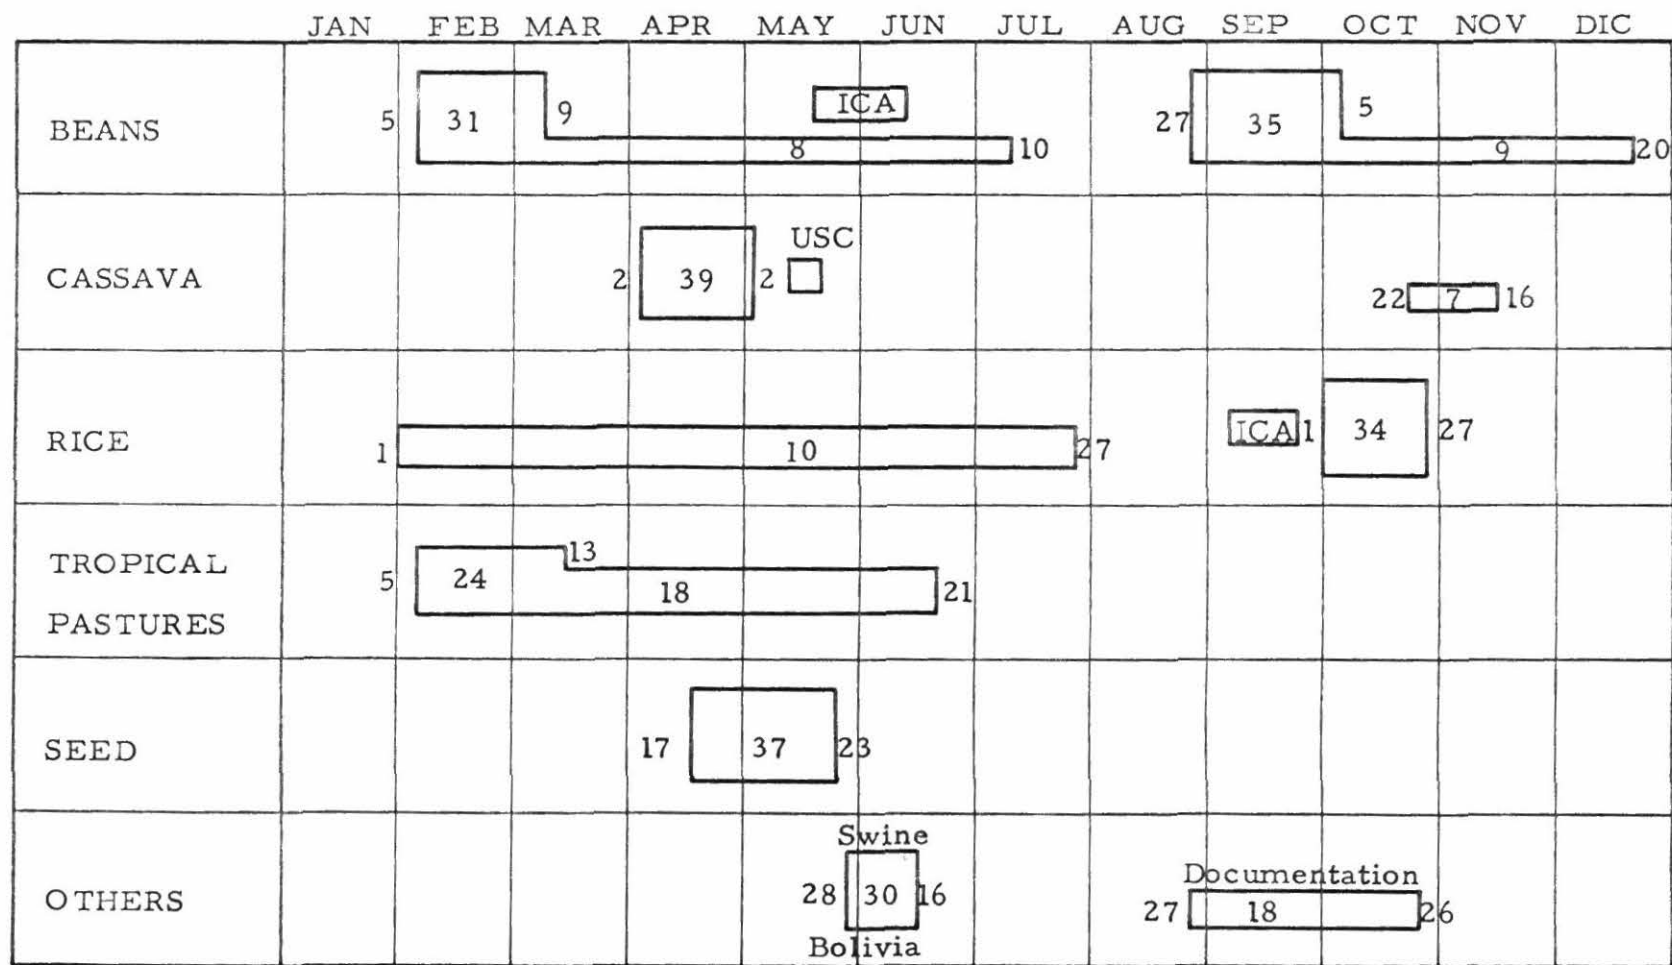 JAN FEB MAR APR MAY JUN JUL AUG SEP OCT NOV DIC
BEANS 5 31 9 8 ICA 10 27 35 5 9 20
CASSAVA 2 39 2 USC 22 7 16
RICE 1 10 27 ICA 1 34 27
TROPICAL
PASTURES 5 24 13 18 21
SEED 17 37 23
Swine
OTHERS 28 30 16 Documentation
27 18 26
Bolivia